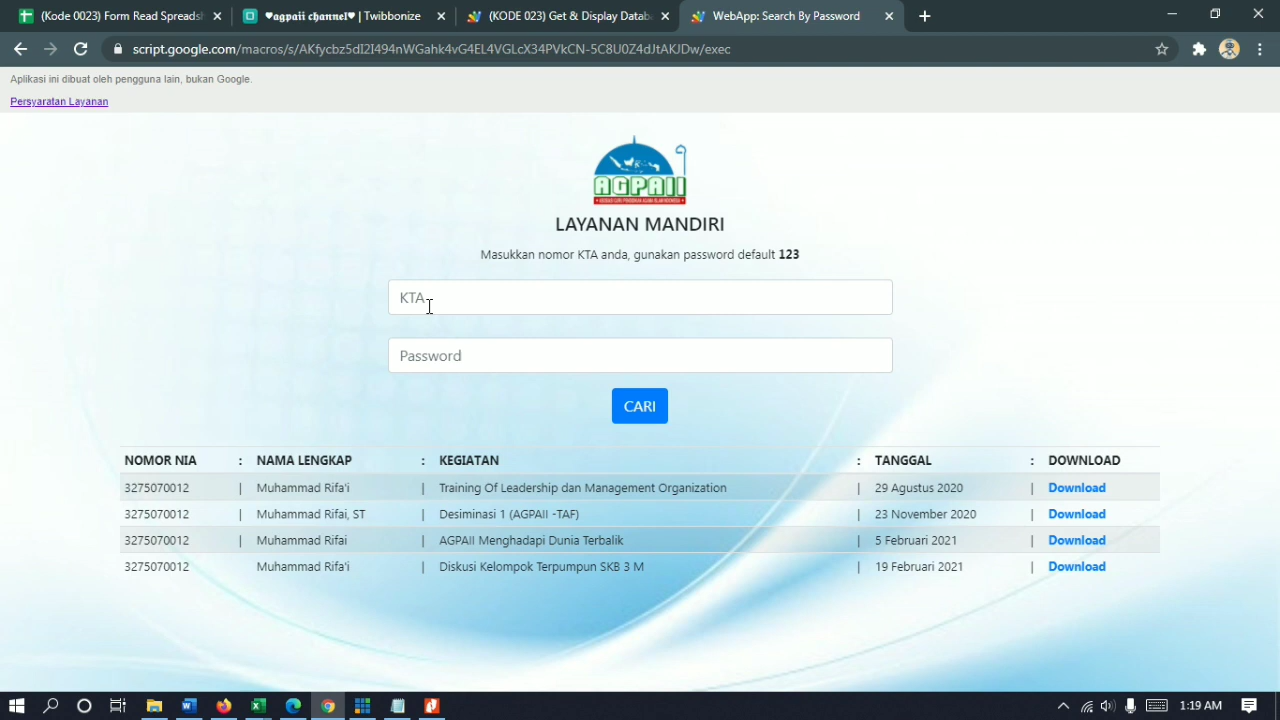 (Kode 0023) Form Read Spreadsh
♥agpaii channel♥ | Twibbonize
(KODE 023) Get & Display Datab
WebApp: Search By Password
script.google.com/macros/s/AKfycbz5dI2I494nWGahk4vG4EL4VGLcX34PVkCN-5C8U0Z4dJtAKJDw/exec
Aplikasi ini dibuat oleh pengguna lain, bukan Google.
Persyaratan Layanan
AGPAII
LAYANAN MANDIRI
Masukkan nomor KTA anda, gunakan password default 123
KTA
Password
CARI
NOMOR NIA : NAMA LENGKAP : KEGIATAN : TANGGAL : DOWNLOAD
3275070012 | Muhammad Rifa'i | Training Of Leadership dan Management Organization | 29 Agustus 2020 | Download
3275070012 | Muhammad Rifai, ST | Desiminasi 1 (AGPAII -TAF) | 23 November 2020 | Download
3275070012 | Muhammad Rifai | AGPAII Menghadapi Dunia Terbalik | 5 Februari 2021 | Download
3275070012 | Muhammad Rifa'i | Diskusi Kelompok Terpumpun SKB 3 M | 19 Februari 2021 | Download
1:19 AM